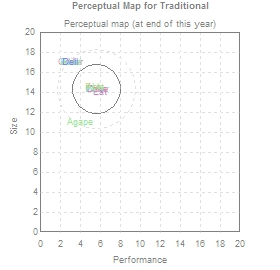 Perceptual Map for Traditional
Perceptual map (at end of this year)
20
18
16
14
12
10
8
6
4
2
0
Size
Agape
Eat
0 2 4 6 8 10 12 14 16 18 20
Performance